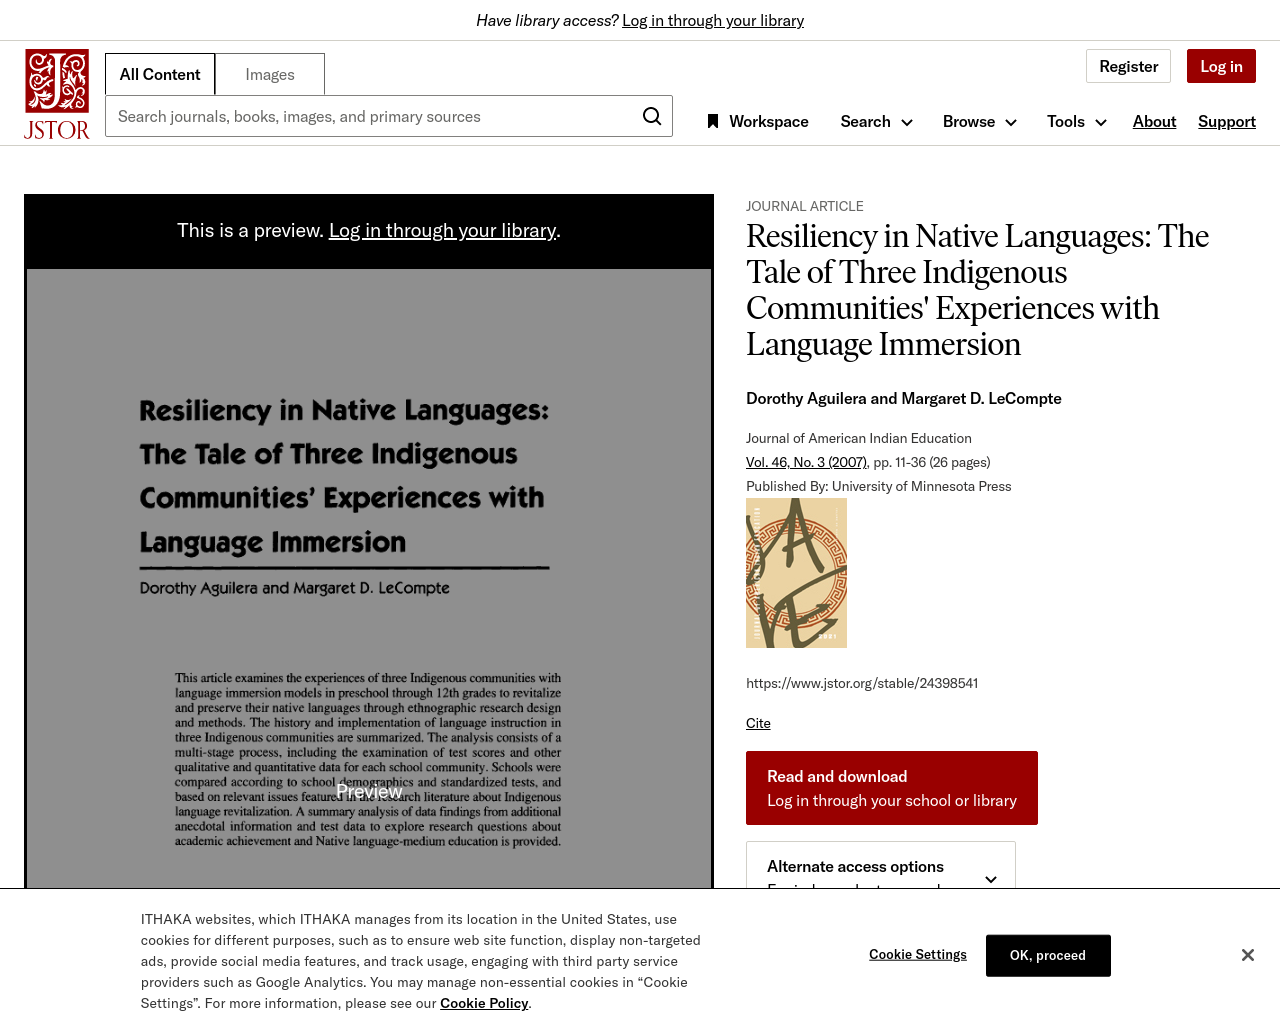 Have library access? Log in through your library
JSTOR
All Content
Images
Register
Log in
Search journals, books, images, and primary sources
Workspace
Search
Browse
Tools
About
Support
This is a preview. Log in through your library.
Resiliency in Native Languages:
The Tale of Three Indigenous
Communities' Experiences with
Language Immersion
Dorothy Aguilera and Margaret D. LeCompte
This article examines the experiences of three Indigenous communities with
language immersion models in preschool through 12th grades to revitalize
and preserve their native languages through ethnographic research design
and methods. The history and implementation of language instruction in
three Indigenous communities are summarized. The analysis consists of a
multi-stage process, including the examination of test scores and other
qualitative and quantitative data for each school community. Schools were
compared according to school demographics and standardized tests, and
based on relevant issues featured in the research literature about Indigenous
language revitalization. A summary analysis of data findings from additional
anecdotal information and test data to explore research questions about
academic achievement and Native language-medium education is provided.
Preview
JOURNAL ARTICLE
Resiliency in Native Languages: The
Tale of Three Indigenous
Communities' Experiences with
Language Immersion
Dorothy Aguilera and Margaret D. LeCompte
Journal of American Indian Education
Vol. 46, No. 3 (2007), pp. 11-36 (26 pages)
Published By: University of Minnesota Press
https://www.jstor.org/stable/24398541
Cite
Read and download
Log in through your school or library
Alternate access options
ITHAKA websites, which ITHAKA manages from its location in the United States, use
cookies for different purposes, such as to ensure web site function, display non-targeted
ads, provide social media features, and track usage, engaging with third party service
providers such as Google Analytics. You may manage non-essential cookies in “Cookie
Settings”. For more information, please see our Cookie Policy.
Cookie Settings
OK, proceed